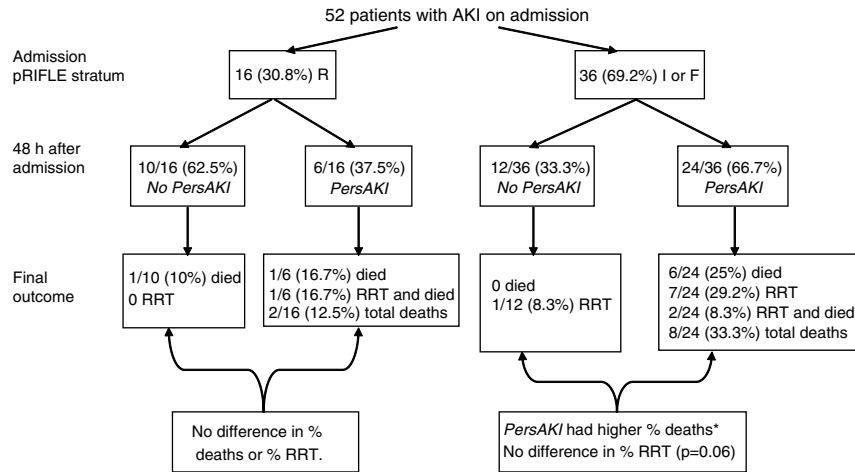 52 patients with AKI on admission
Admission
pRIFLE stratum
16 (30.8%) R
36 (69.2%) I or F
48 h after
admission
10/16 (62.5%)
No PersAKI
6/16 (37.5%)
PersAKI
12/36 (33.3%)
No PersAKI
24/36 (66.7%)
PersAKI
Final
outcome
1/10 (10%) died
0 RRT
1/6 (16.7%) died
1/6 (16.7%) RRT and died
2/16 (12.5%) total deaths
0 died
1/12 (8.3%) RRT
6/24 (25%) died
7/24 (29.2%) RRT
2/24 (8.3%) RRT and died
8/24 (33.3%) total deaths
No difference in %
deaths or % RRT.
PersAKI had higher % deaths*
No difference in % RRT (p=0.06)